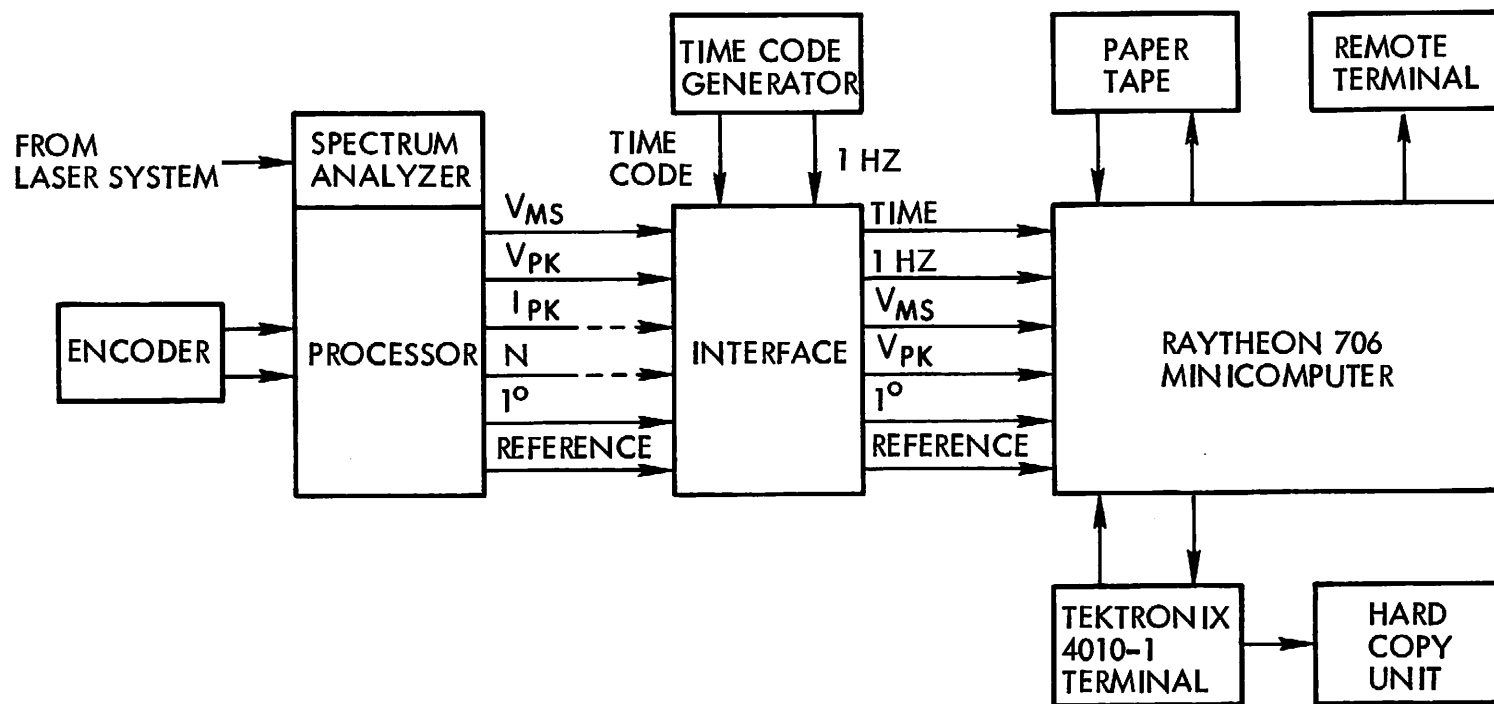 TIME CODE
GENERATOR
PAPER
TAPE
REMOTE
TERMINAL
FROM
LASER SYSTEM
SPECTRUM
ANALYZER
TIME
CODE
1 HZ
VMS
VPK
IPK
N
1°
REFERENCE
ENCODER
PROCESSOR
INTERFACE
TIME
1 HZ
VMS
VPK
1°
REFERENCE
RAYTHEON 706
MINICOMPUTER
TEKTRONIX
4010-1
TERMINAL
HARD
COPY
UNIT